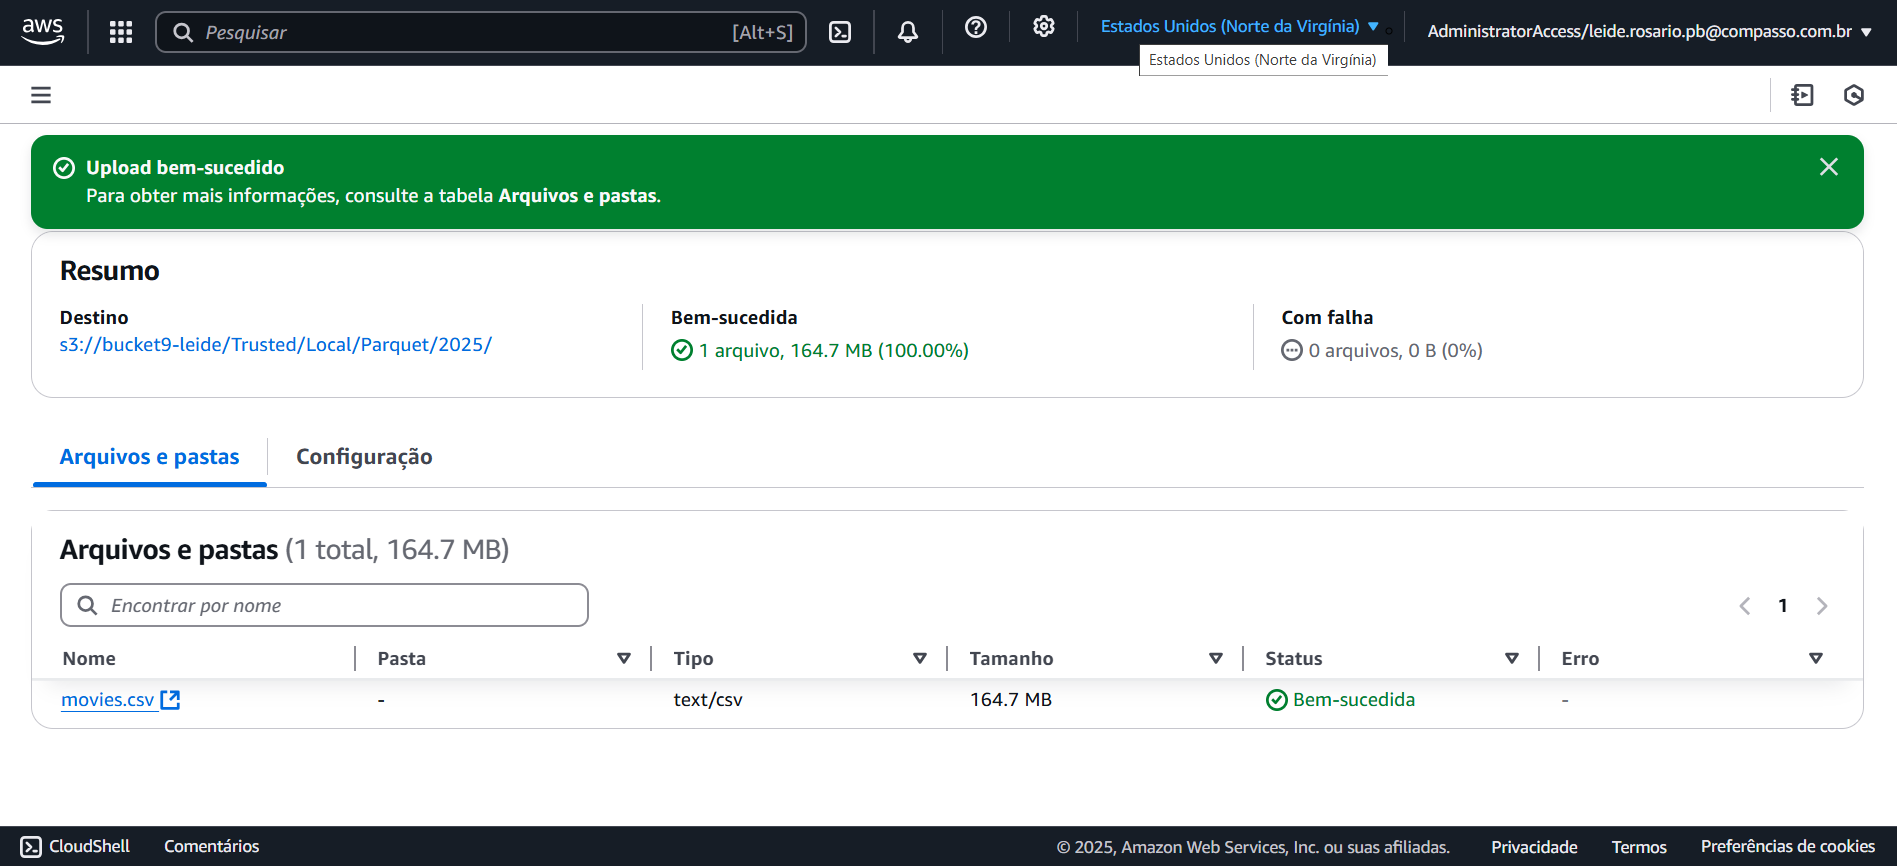 aws
Pesquisar [Alt+S] Estados Unidos (Norte da Virgínia) AdministratorAccess/leide.rosario.pb@compasso.com.br
Estados Unidos (Norte da Virgínia)
Upload bem-sucedido
Para obter mais informações, consulte a tabela Arquivos e pastas.
Resumo
Destino
s3://bucket9-leide/Trusted/Local/Parquet/2025/
Bem-sucedida
1 arquivo, 164.7 MB (100.00%)
Com falha
0 arquivos, 0 B (0%)
Arquivos e pastas Configuração
Arquivos e pastas (1 total, 164.7 MB)
Encontrar por nome
1
Nome Pasta Tipo Tamanho Status Erro
movies.csv - text/csv 164.7 MB Bem-sucedida -
CloudShell Comentários © 2025, Amazon Web Services, Inc. ou suas afiliadas. Privacidade Termos Preferências de cookies